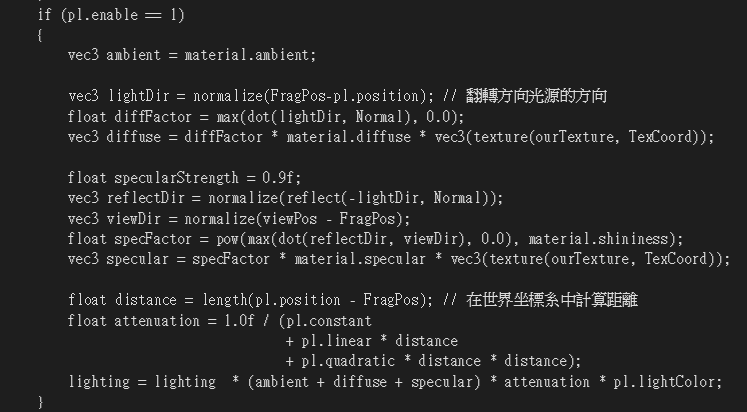 if (pl.enable == 1)
{
    vec3 ambient = material.ambient;

    vec3 lightDir = normalize(FragPos-pl.position); // 翻轉方向光源的方向
    float diffFactor = max(dot(lightDir, Normal), 0.0);
    vec3 diffuse = diffFactor * material.diffuse * vec3(texture(ourTexture, TexCoord));

    float specularStrength = 0.9f;
    vec3 reflectDir = normalize(reflect(-lightDir, Normal));
    vec3 viewDir = normalize(viewPos - FragPos);
    float specFactor = pow(max(dot(reflectDir, viewDir), 0.0), material.shininess);
    vec3 specular = specFactor * material.specular * vec3(texture(ourTexture, TexCoord));

    float distance = length(pl.position - FragPos); // 在世界坐標系中計算距離
    float attenuation = 1.0f / (pl.constant
                                + pl.linear * distance
                                + pl.quadratic * distance * distance);
    lighting = lighting  * (ambient + diffuse + specular) * attenuation * pl.lightColor;
}